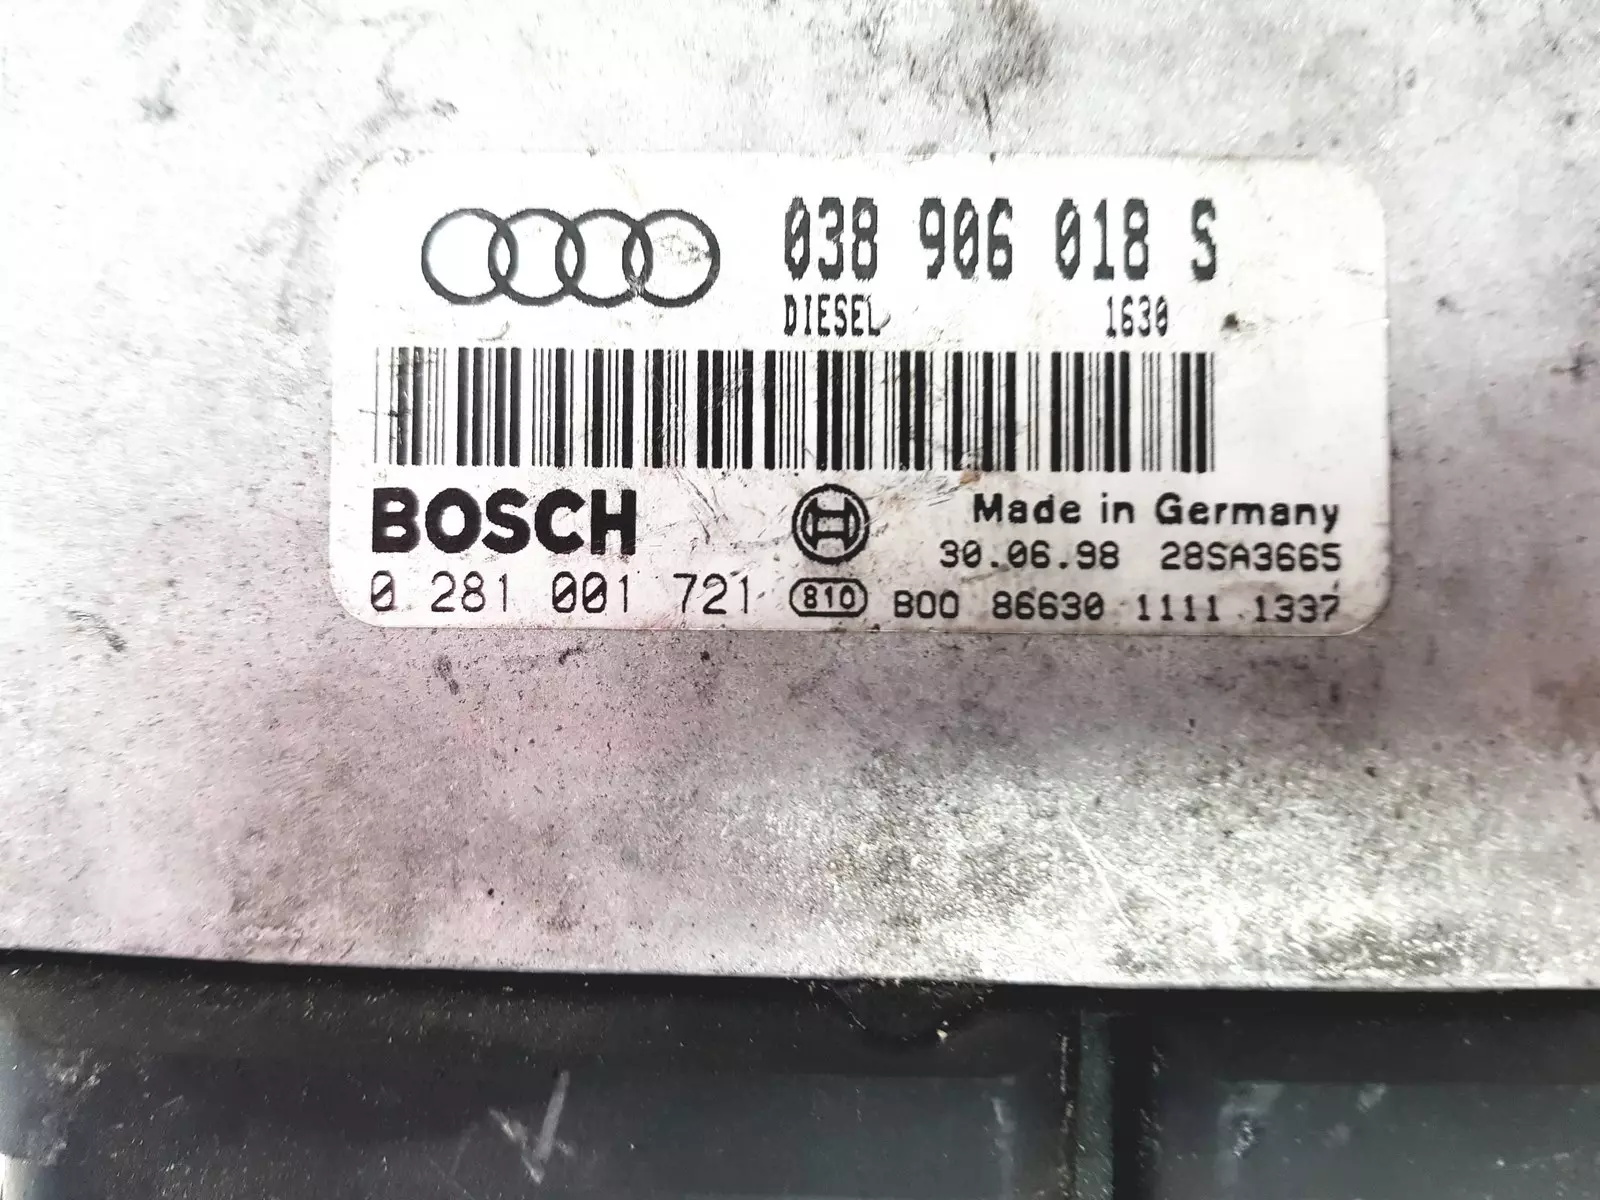 038 906 018 S
DIESEL 1630
BOSCH
Made in Germany
30.06.98 28SA3665
0 281 001 721 810 B00 86630 1111 1337